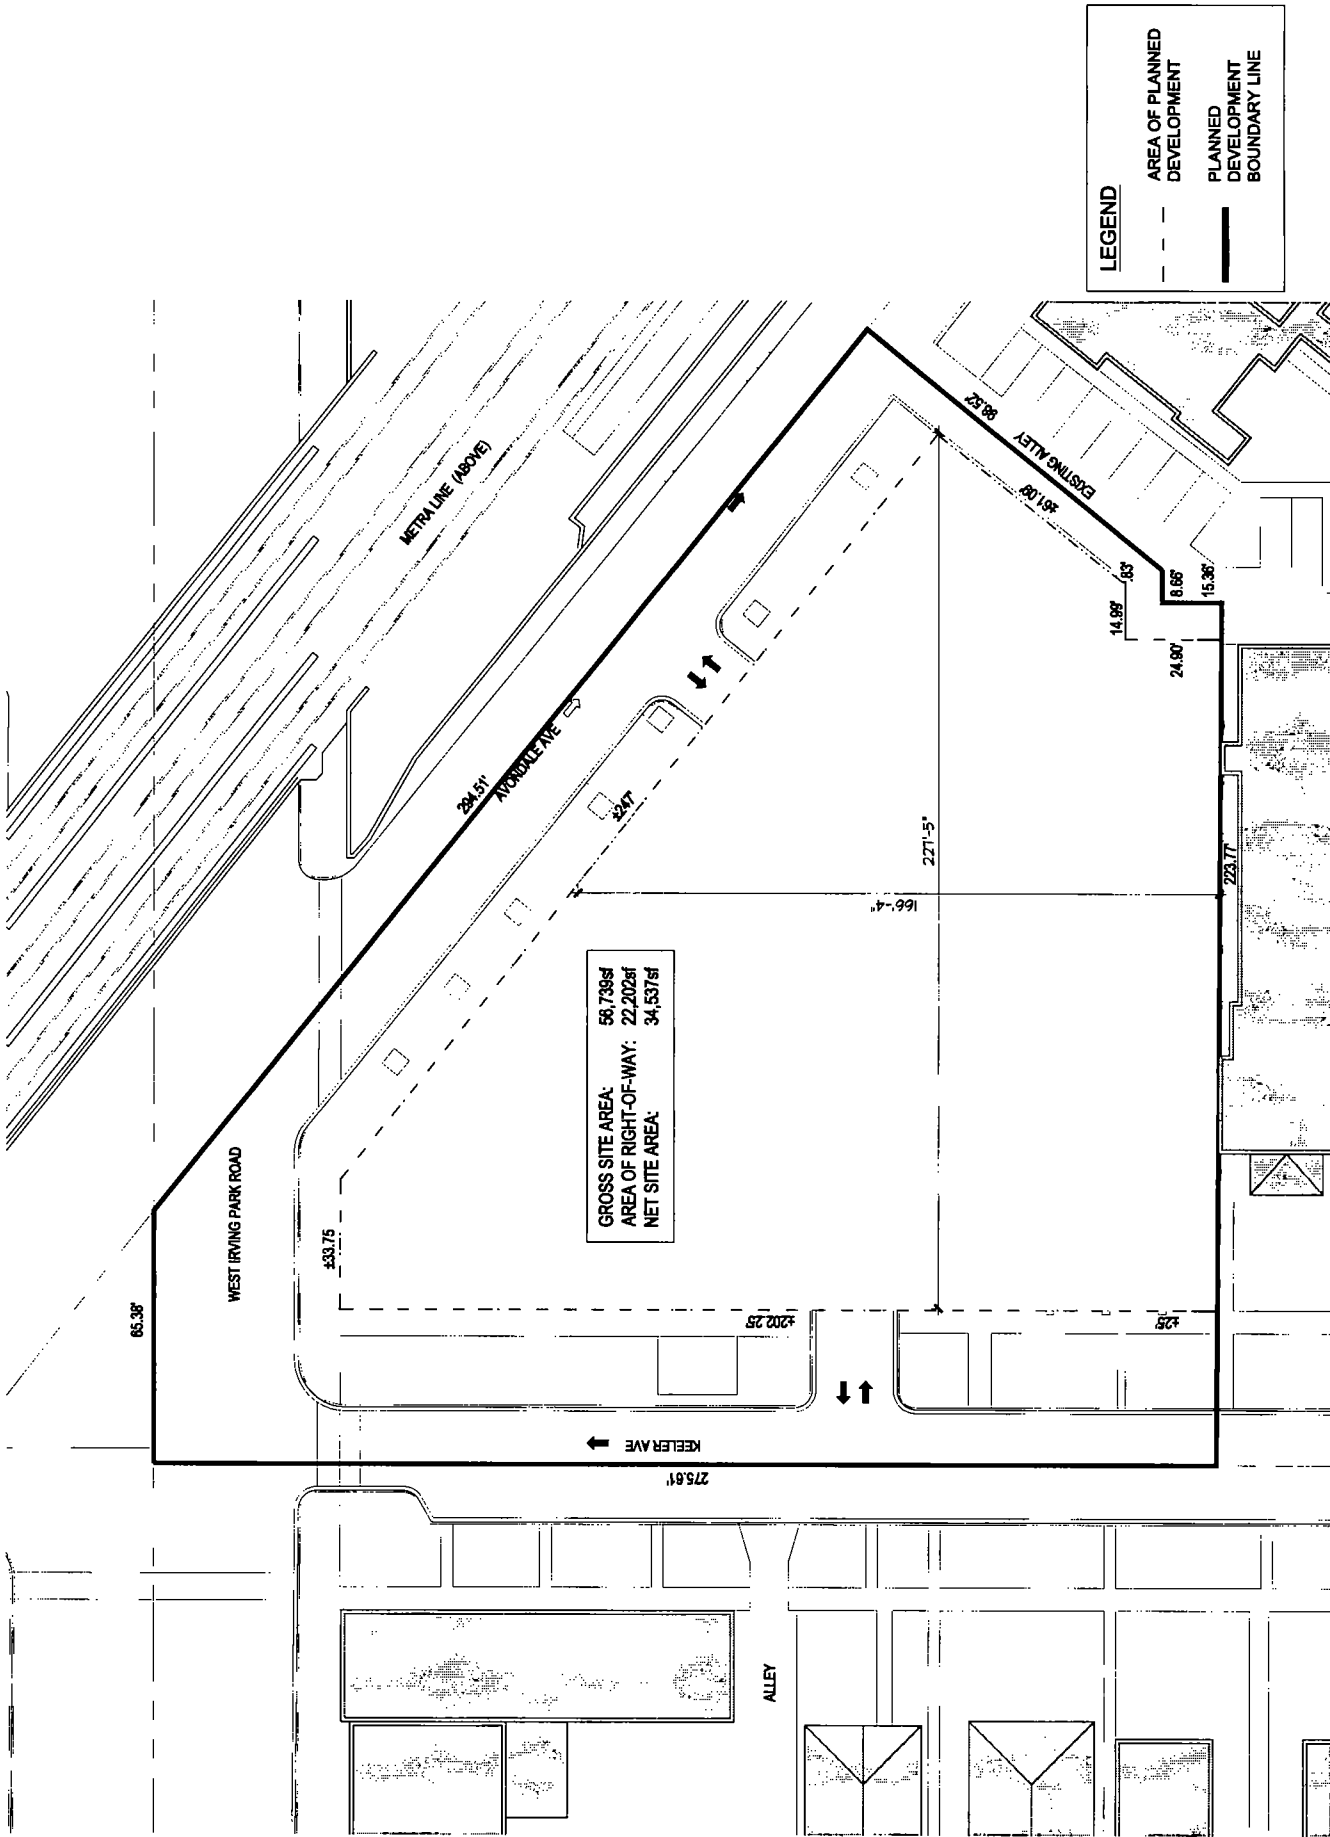 LEGEND
AREA OF PLANNED
DEVELOPMENT
PLANNED
DEVELOPMENT
BOUNDARY LINE
65.38'
WEST IRVING PARK ROAD
METRA LINE (ABOVE)
294.51'
AVONDALE AVE
±247'
±33.75
GROSS SITE AREA: 56,739sf
AREA OF RIGHT-OF-WAY: 22,202sf
NET SITE AREA: 34,537sf
98.52'
EXISTING ALLEY
±61.09'
.83'
14.99'
8.66'
15.36'
24.90'
227'-5"
166'-4"
223.77'
±202.25'
±25'
KEELER AVE
275.61'
ALLEY